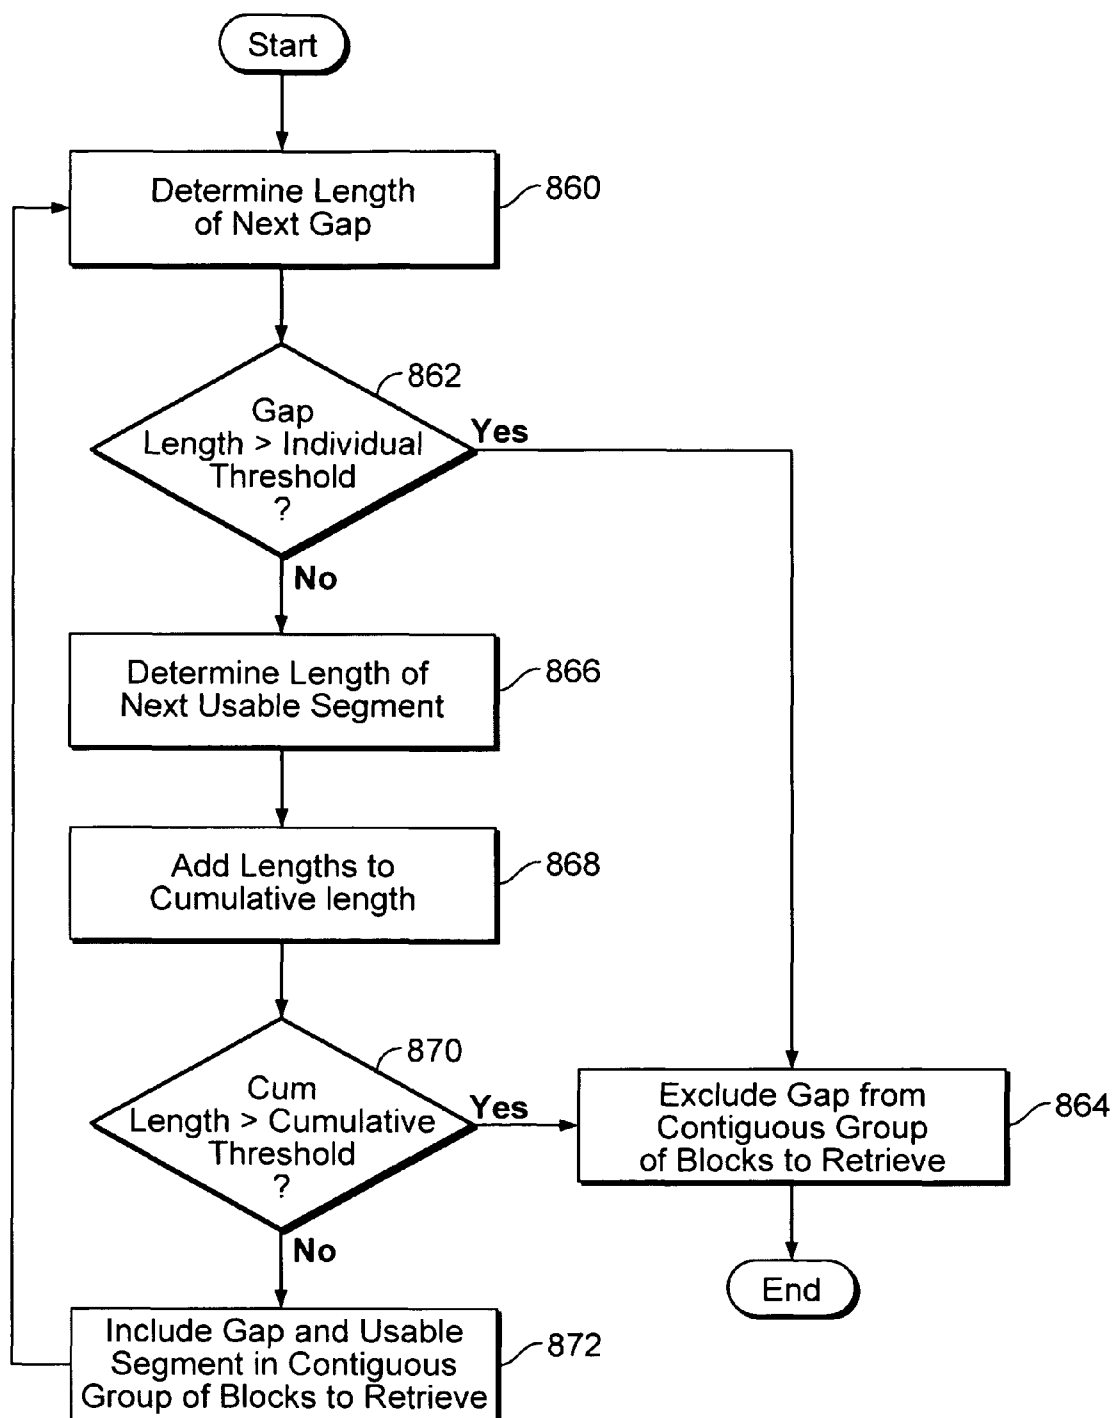 Start
Determine Length
of Next Gap
860
862
Gap
Length > Individual
Threshold
?
Yes
No
Determine Length of
Next Usable Segment
866
Add Lengths to
Cumulative length
868
870
Cum
Length > Cumulative
Threshold
?
Yes
No
Exclude Gap from
Contiguous Group
of Blocks to Retrieve
864
End
Include Gap and Usable
Segment in Contiguous
Group of Blocks to Retrieve
872